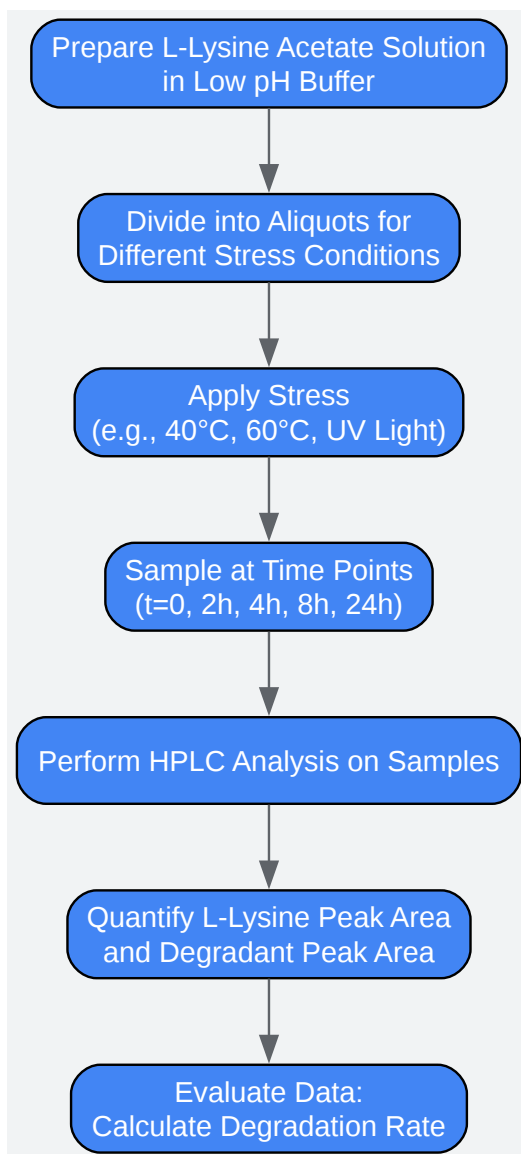 Prepare L-Lysine Acetate Solution
in Low pH Buffer
Divide into Aliquots for
Different Stress Conditions
Apply Stress
(e.g., 40°C, 60°C, UV Light)
Sample at Time Points
(t=0, 2h, 4h, 8h, 24h)
Perform HPLC Analysis on Samples
Quantify L-Lysine Peak Area
and Degradant Peak Area
Evaluate Data:
Calculate Degradation Rate